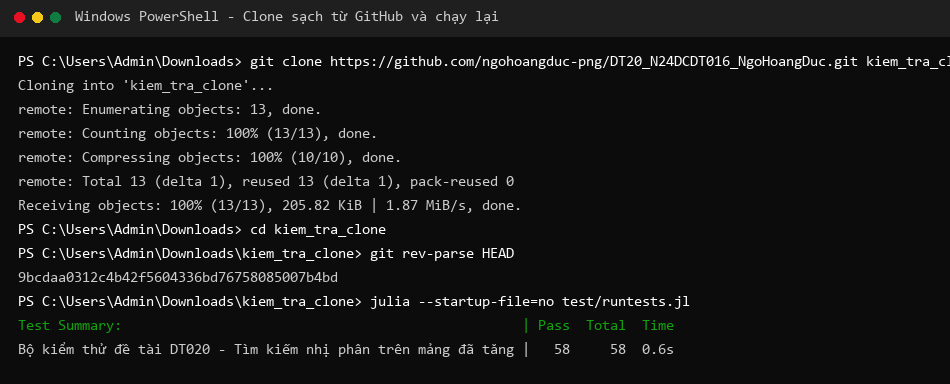 Windows PowerShell - Clone sạch từ GitHub và chạy lại
PS C:\Users\Admin\Downloads> git clone https://github.com/ngohoangduc-png/DT20_N24DCDT016_NgoHoangDuc.git kiem_tra_cl
Cloning into 'kiem_tra_clone'...
remote: Enumerating objects: 13, done.
remote: Counting objects: 100% (13/13), done.
remote: Compressing objects: 100% (10/10), done.
remote: Total 13 (delta 1), reused 13 (delta 1), pack-reused 0
Receiving objects: 100% (13/13), 205.82 KiB | 1.87 MiB/s, done.
PS C:\Users\Admin\Downloads> cd kiem_tra_clone
PS C:\Users\Admin\Downloads\kiem_tra_clone> git rev-parse HEAD
9bcdaa0312c4b42f5604336bd76758085007b4bd
PS C:\Users\Admin\Downloads\kiem_tra_clone> julia --startup-file=no test/runtests.jl
Test Summary: | Pass Total Time
Bộ kiểm thử đề tài DT020 - Tìm kiếm nhị phân trên mảng đã tăng | 58 58 0.6s